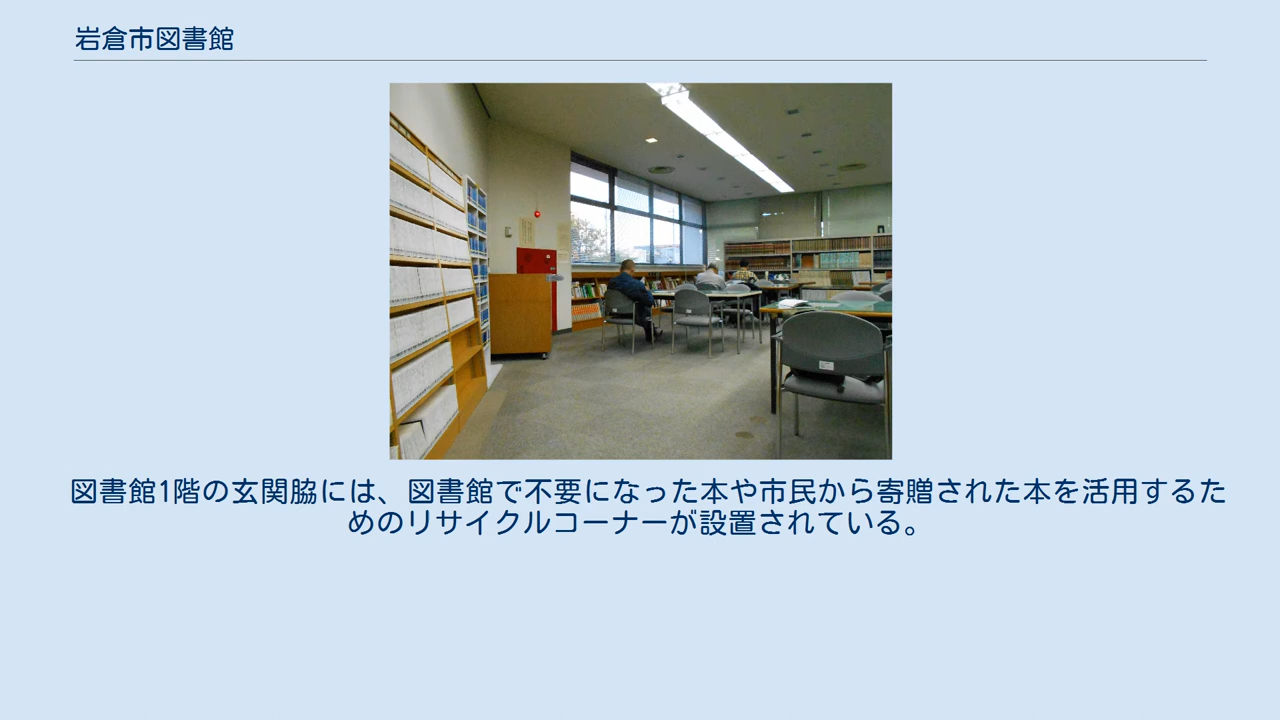 岩倉市図書館
図書館1階の玄関脇には、図書館で不要になった本や市民から寄贈された本を活用するた
めのリサイクルコーナーが設置されている。